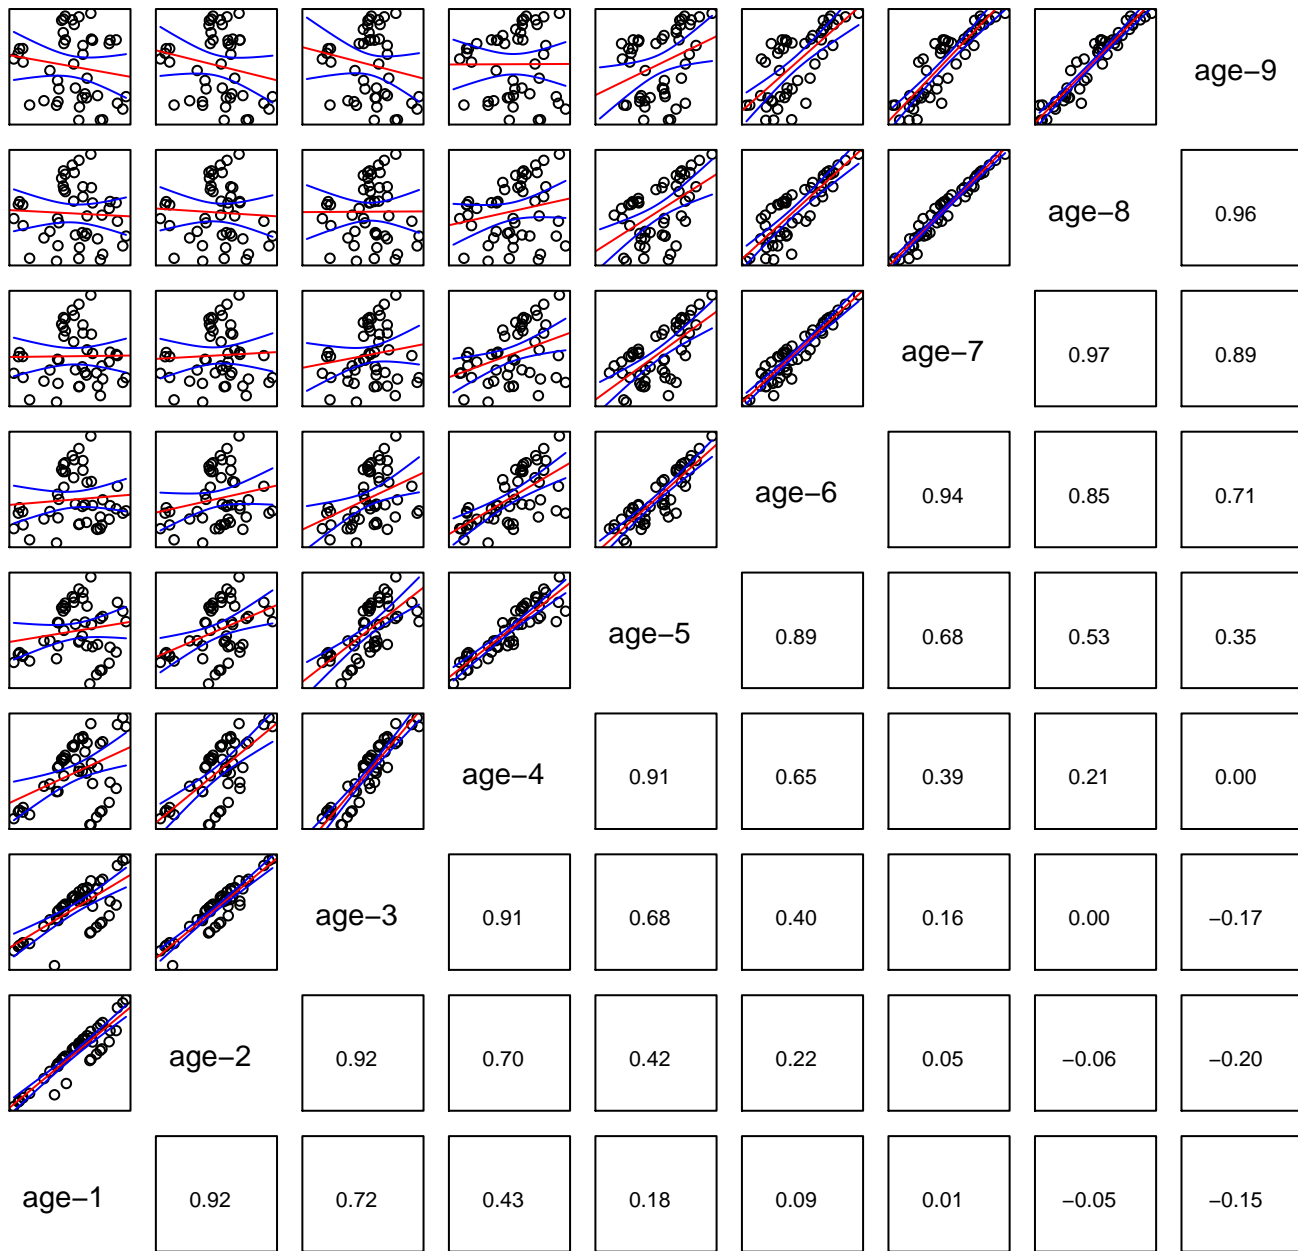 age−9
age−8 0.96
age−7 0.97 0.89
age−6 0.94 0.85 0.71
age−5 0.89 0.68 0.53 0.35
age−4 0.91 0.65 0.39 0.21 0.00
age−3 0.91 0.68 0.40 0.16 0.00 −0.17
age−2 0.92 0.70 0.42 0.22 0.05 −0.06 −0.20
age−1 0.92 0.72 0.43 0.18 0.09 0.01 −0.05 −0.15